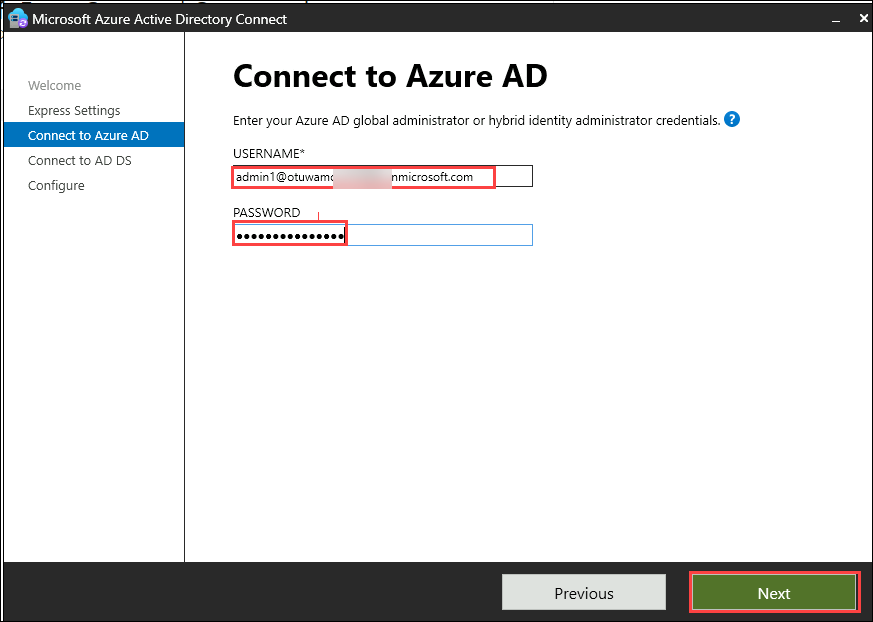 Microsoft Azure Active Directory Connect
Welcome
Express Settings
Connect to Azure AD
Connect to AD DS
Configure
Connect to Azure AD
Enter your Azure AD global administrator or hybrid identity administrator credentials. ?
USERNAME*
admin1@otuwam nmicrosoft.com
PASSWORD
●●●●●●●●●●●●●●●
Previous
Next